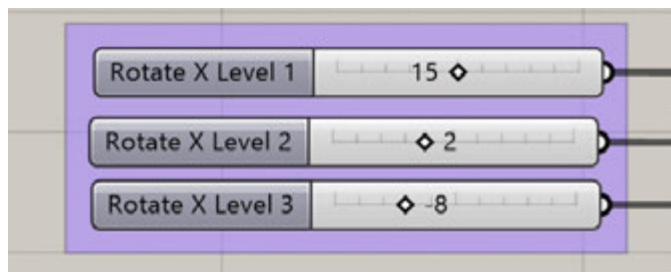 Rotate X Level 1 15
Rotate X Level 2 2
Rotate X Level 3 -8